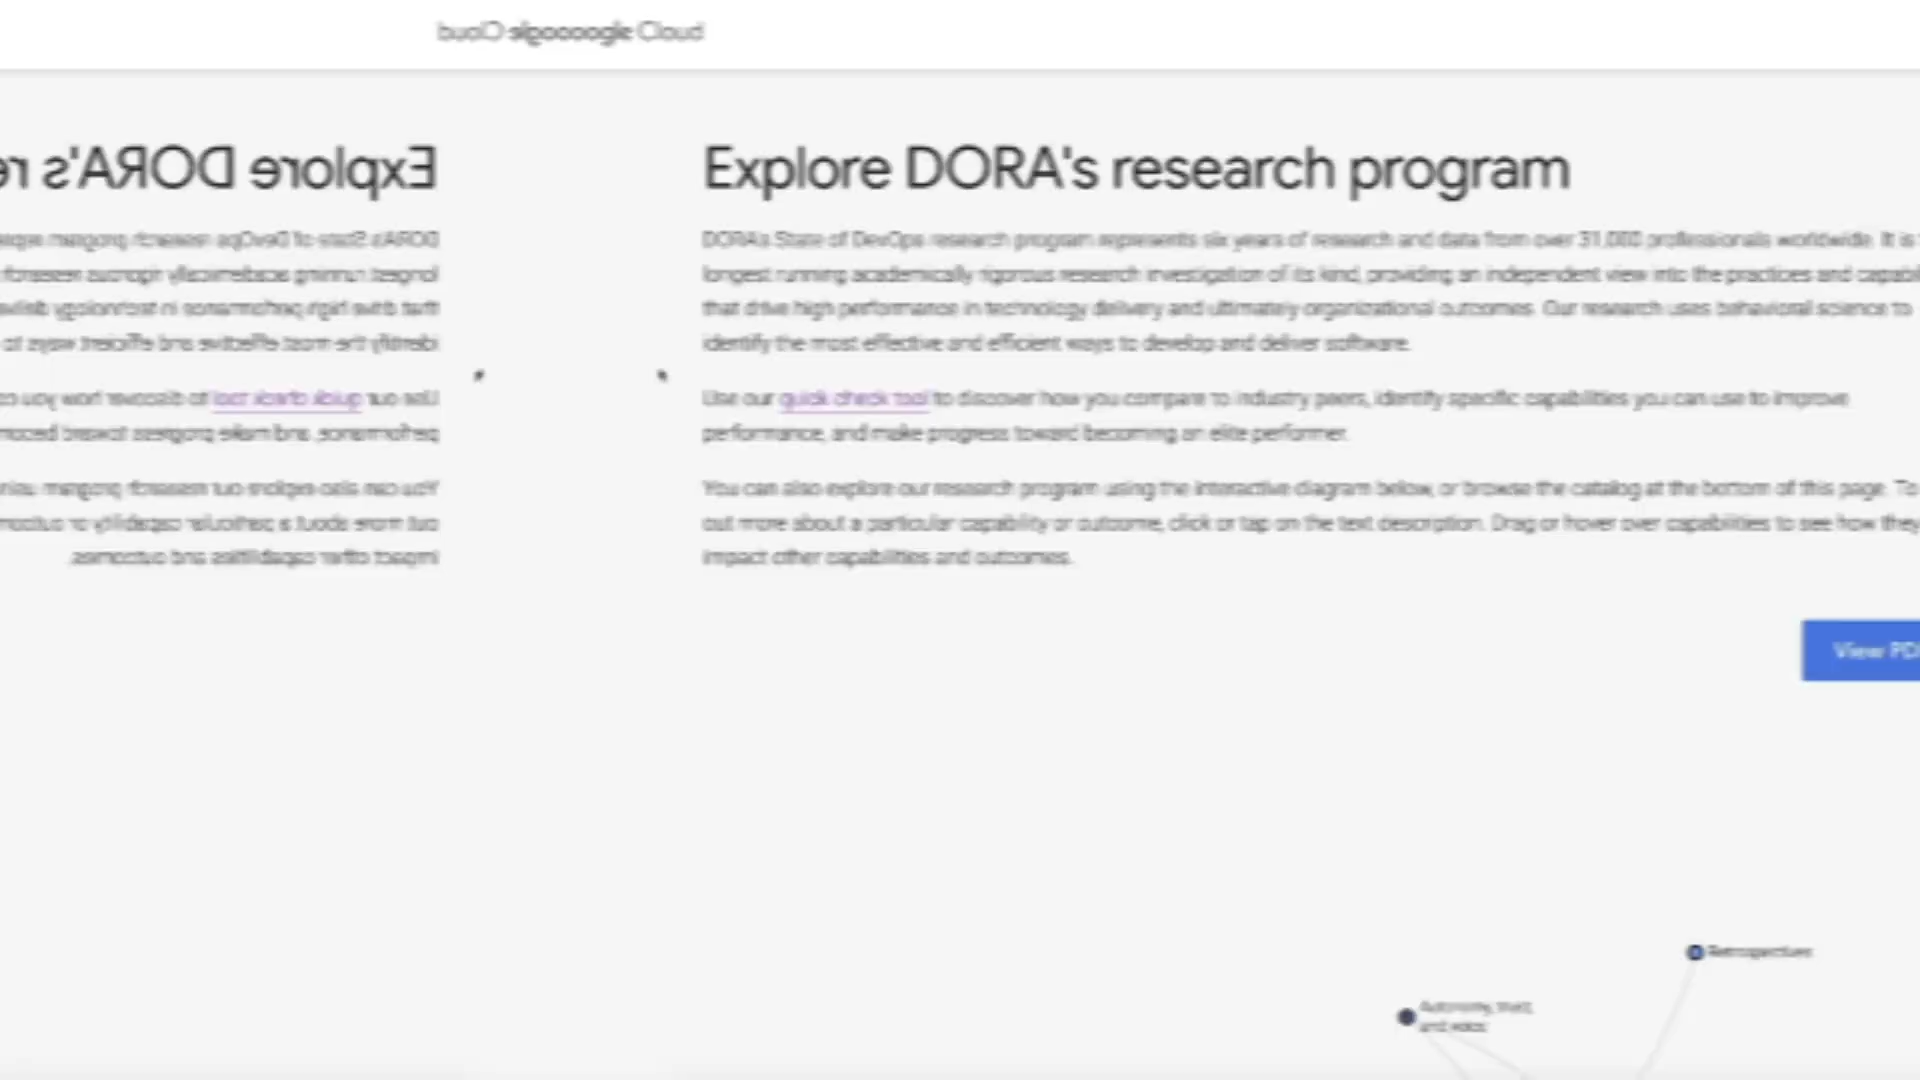 Cloud
Explore DORA's research program
DORA's State of DevOps research program represents six years of research and data from over 31,000 professionals worldwide. It is
longest running academically rigorous research investigation of its kind, providing an independent view into the practices and
that drive high performance in technology delivery and ultimately organizational outcomes. Our research uses behavioral science to
identify the most effective and efficient ways to develop and deliver software.
Use our quick check tool to discover how you compare to industry peers, identify specific capabilities you can use to improve
performance, and make progress toward becoming an elite performer.
You can also explore our research program using the interactive diagram below, or browse the catalog at the bottom of this page. To
out more about a particular capability or outcome, click or tap on the text description. Drag or hover over capabilities to see how they
impact other capabilities and outcomes.
View
Retrospectives
Autonomy, trust,
and voice